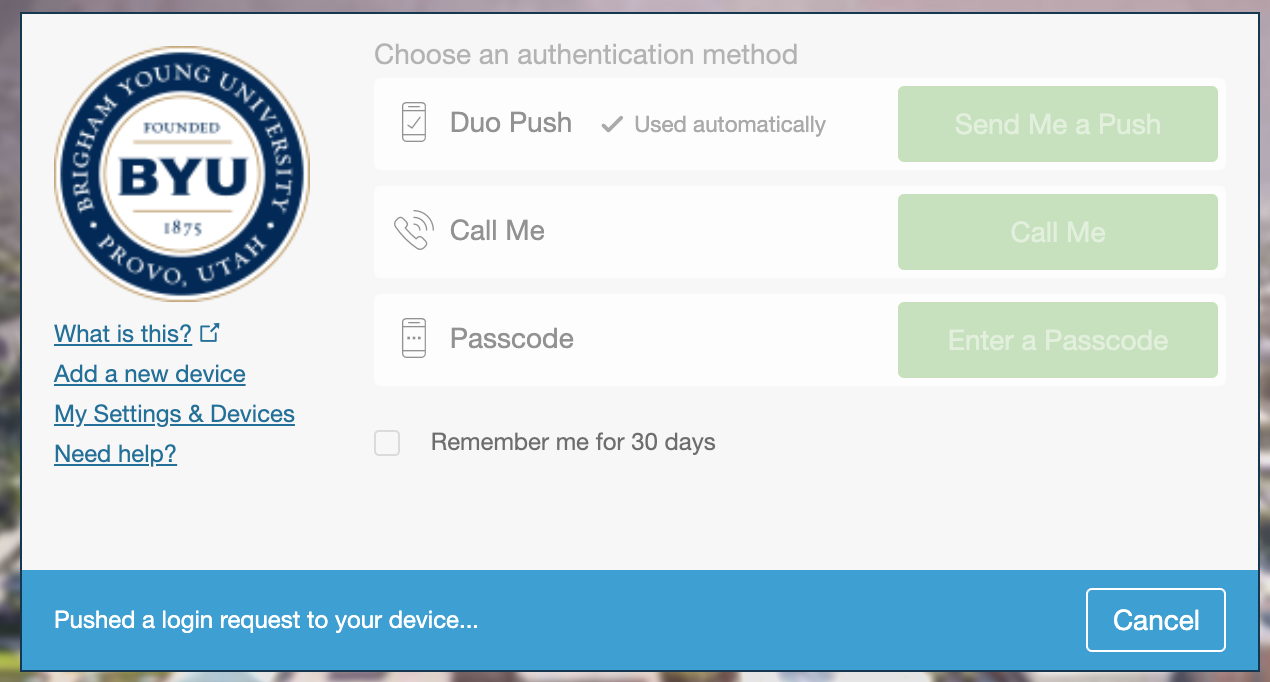 BRIGHAM YOUNG UNIVERSITY
FOUNDED
BYU
1875
PROVO, UTAH
What is this?
Add a new device
My Settings & Devices
Need help?
Choose an authentication method
Duo Push
Used automatically
Send Me a Push
Call Me
Call Me
Passcode
Enter a Passcode
Remember me for 30 days
Pushed a login request to your device...
Cancel